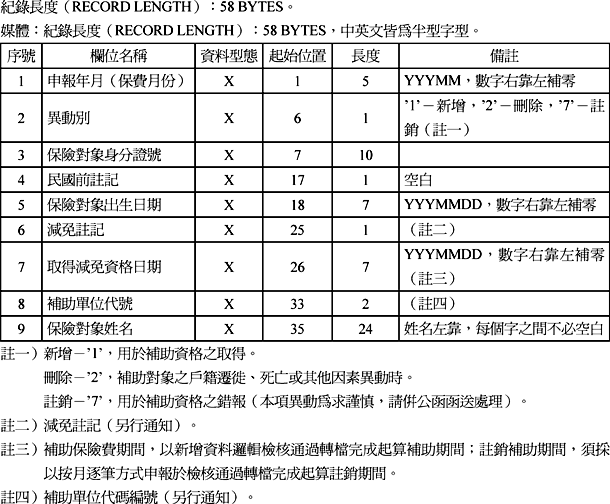 紀錄長度（RECORD LENGTH）：58 BYTES。
媒體：紀錄長度（RECORD LENGTH）：58 BYTES，中英文皆為半型字型。
序號 欄位名稱 資料型態 起始位置 長度 備註
1 申報年月（保費月份） X 1 5 YYYMM，數字右靠左補零
2 異動別 X 6 1 ’1’－新增，’2’－刪除，’7’－註
銷（註一）
3 保險對象身分證號 X 7 10
4 民國前註記 X 17 1 空白
5 保險對象出生日期 X 18 7 YYYMMDD，數字右靠左補零
6 減免註記 X 25 1 （註二）
7 取得減免資格日期 X 26 7 YYYMMDD，數字右靠左補零
（註三）
8 補助單位代號 X 33 2 （註四）
9 保險對象姓名 X 35 24 姓名左靠，每個字之間不必空白
註一）新增－’1’，用於補助資格之取得。
刪除－’2’，補助對象之戶籍遷徙、死亡或其他因素異動時。
註銷－’7’，用於補助資格之錯報（本項異動為求謹慎，請併公函函送處理）。
註二）減免註記（另行通知）。
註三）補助保險費期間，以新增資料邏輯檢核通過轉檔完成起算補助期間；註銷補助期間，須採
以按月逐筆方式申報於檢核通過轉檔完成起算註銷期間。
註四）補助單位代碼編號（另行通知）。